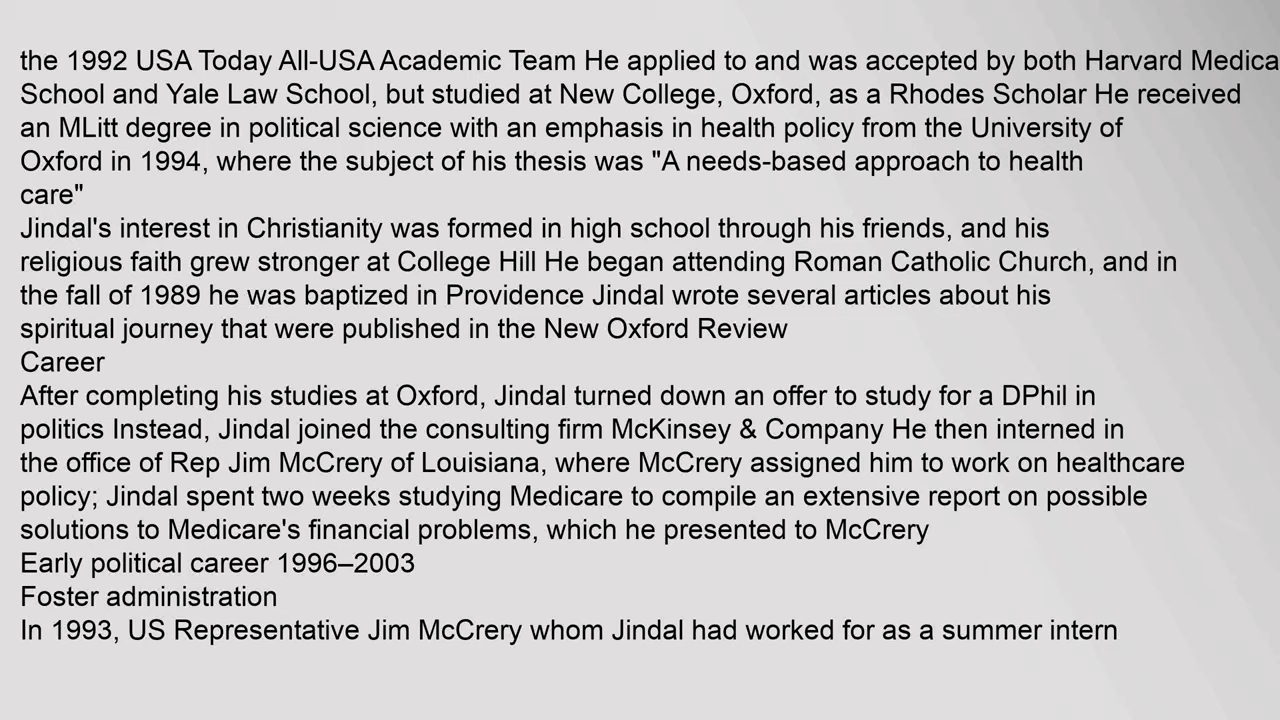 the 1992 USA Today All-USA Academic Team He applied to and was accepted by both Harvard Medica
School and Yale Law School, but studied at New College, Oxford, as a Rhodes Scholar He received
an MLitt degree in political science with an emphasis in health policy from the University of
Oxford in 1994, where the subject of his thesis was "A needs-based approach to health
care"
Jindal's interest in Christianity was formed in high school through his friends, and his
religious faith grew stronger at College Hill He began attending Roman Catholic Church, and in
the fall of 1989 he was baptized in Providence Jindal wrote several articles about his
spiritual journey that were published in the New Oxford Review
Career
After completing his studies at Oxford, Jindal turned down an offer to study for a DPhil in
politics Instead, Jindal joined the consulting firm McKinsey & Company He then interned in
the office of Rep Jim McCrery of Louisiana, where McCrery assigned him to work on healthcare
policy; Jindal spent two weeks studying Medicare to compile an extensive report on possible
solutions to Medicare's financial problems, which he presented to McCrery
Early political career 1996–2003
Foster administration
In 1993, US Representative Jim McCrery whom Jindal had worked for as a summer intern